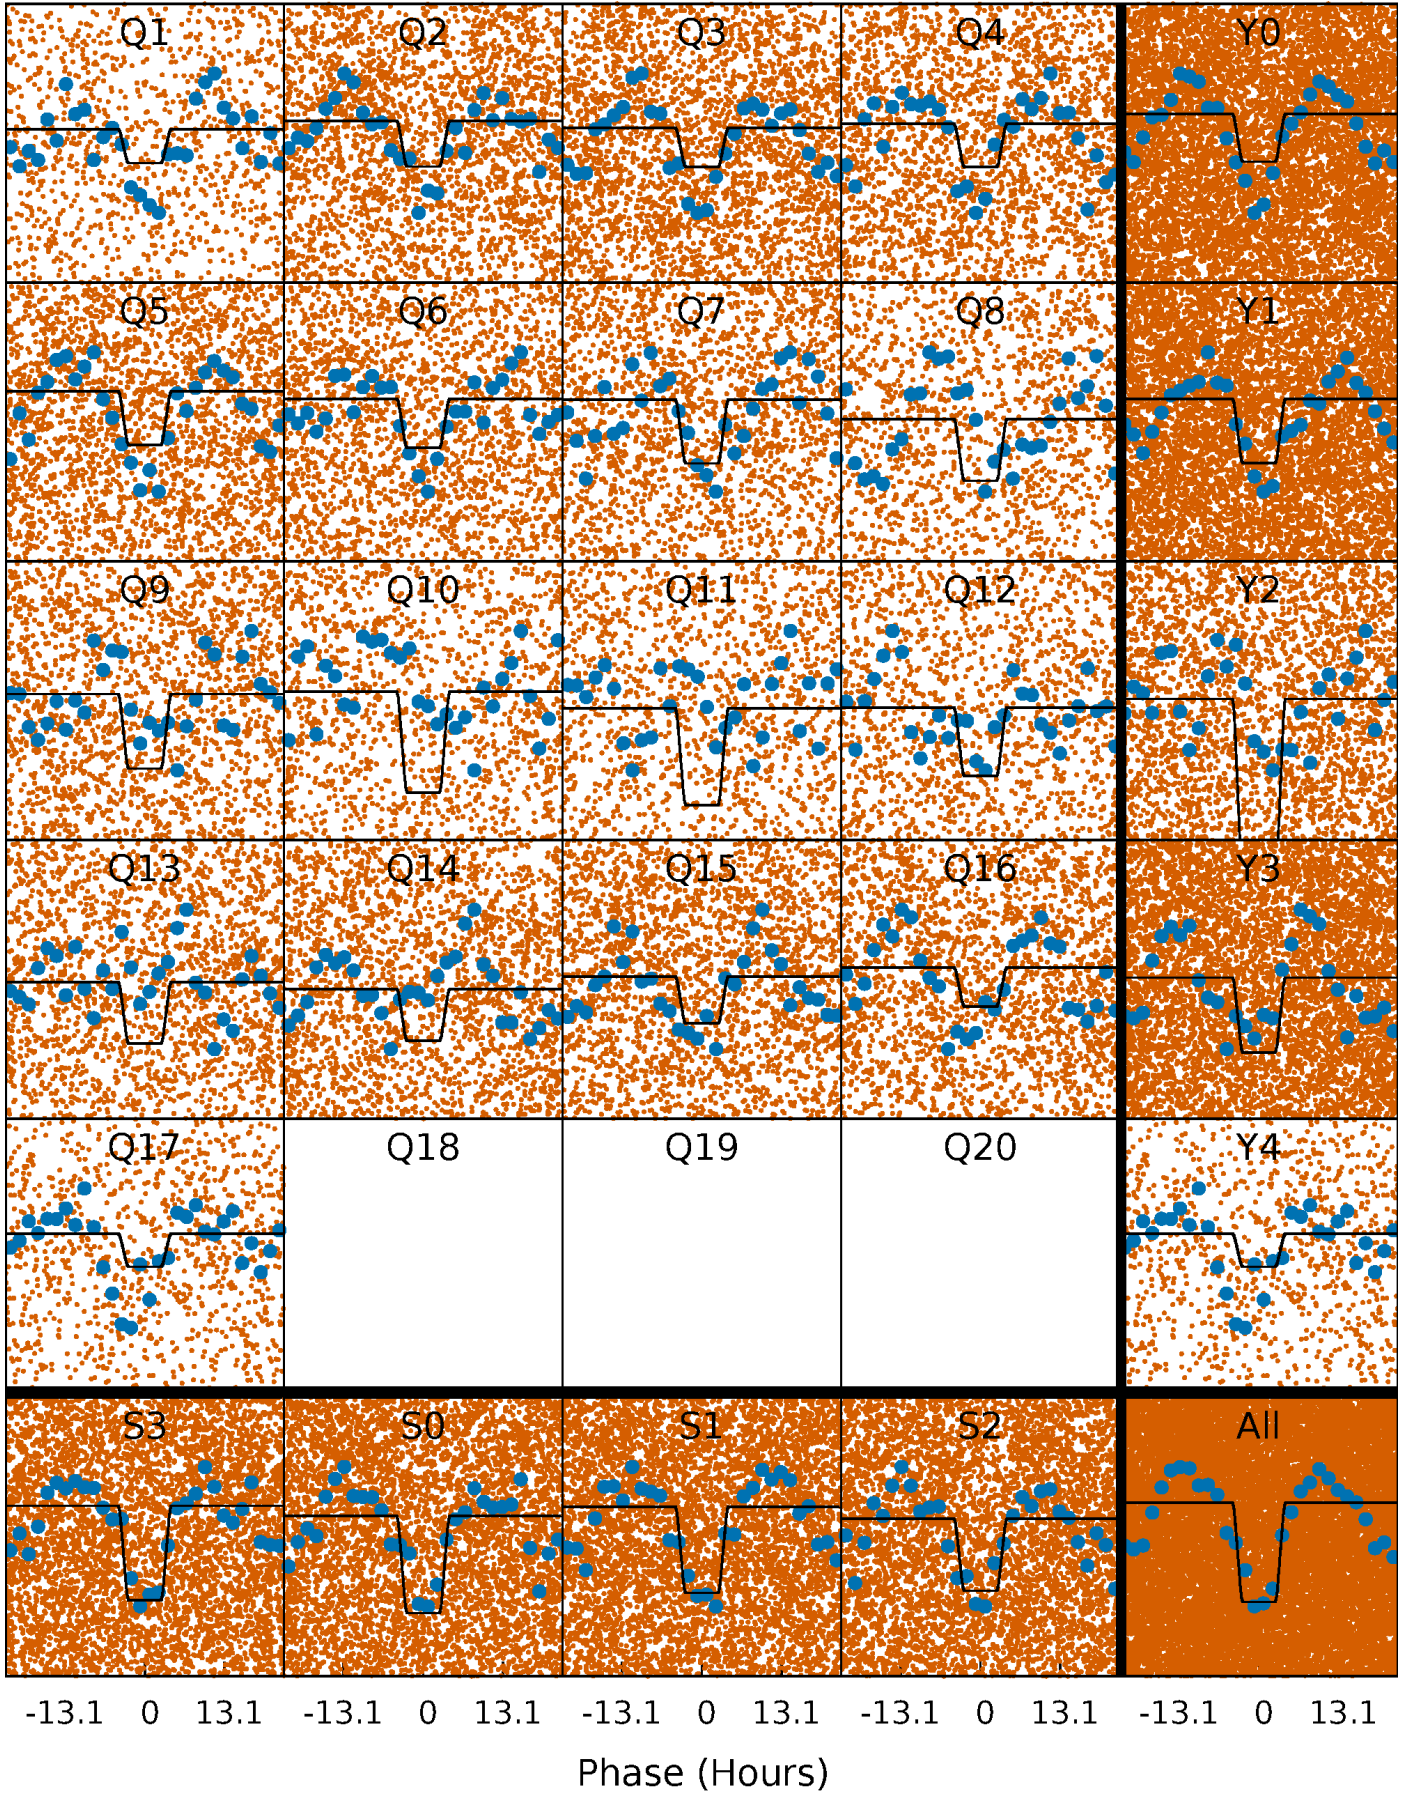 Q1 Q2 Q3 Q4 Y0
Q5 Q6 Q7 Q8 Y1
Q9 Q10 Q11 Q12 Y2
Q13 Q14 Q15 Q16 Y3
Q17 Q18 Q19 Q20 Y4
S3 S0 S1 S2 All
-13.1 0 13.1 -13.1 0 13.1 -13.1 0 13.1 -13.1 0 13.1 -13.1 0 13.1
Phase (Hours)